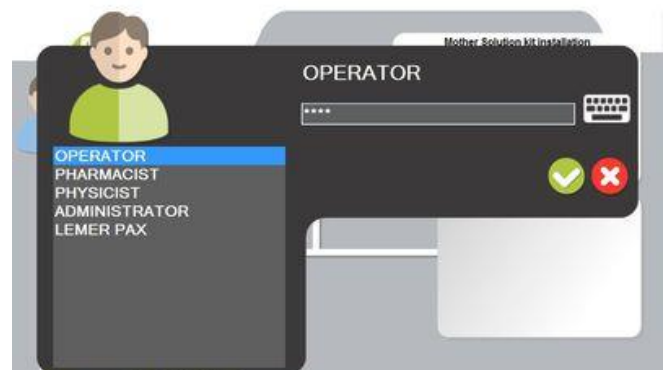 Mother Solution kit installation
OPERATOR
****
OPERATOR
PHARMACIST
PHYSICIST
ADMINISTRATOR
LEMER PAX